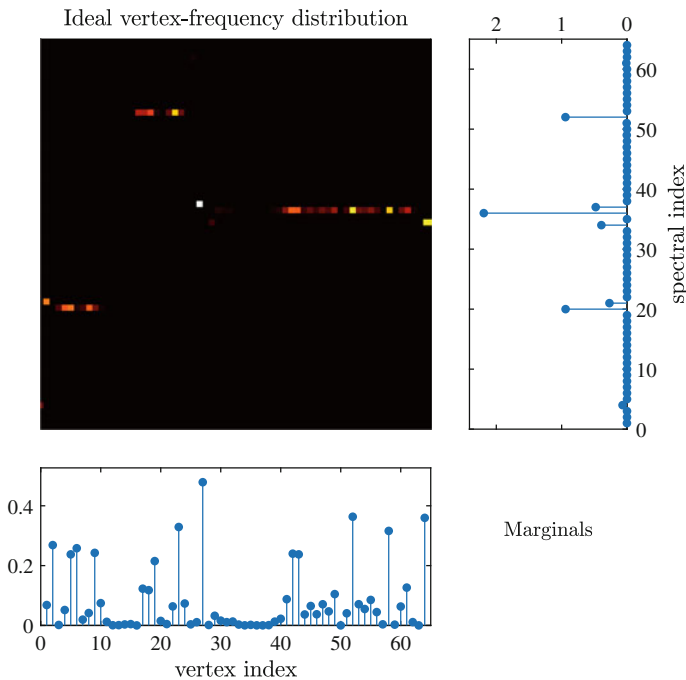 Ideal vertex-frequency distribution
2 1 0
60
50
40
30
20
10
0
spectral index
0.4
0.2
0
0 10 20 30 40 50 60
vertex index
Marginals